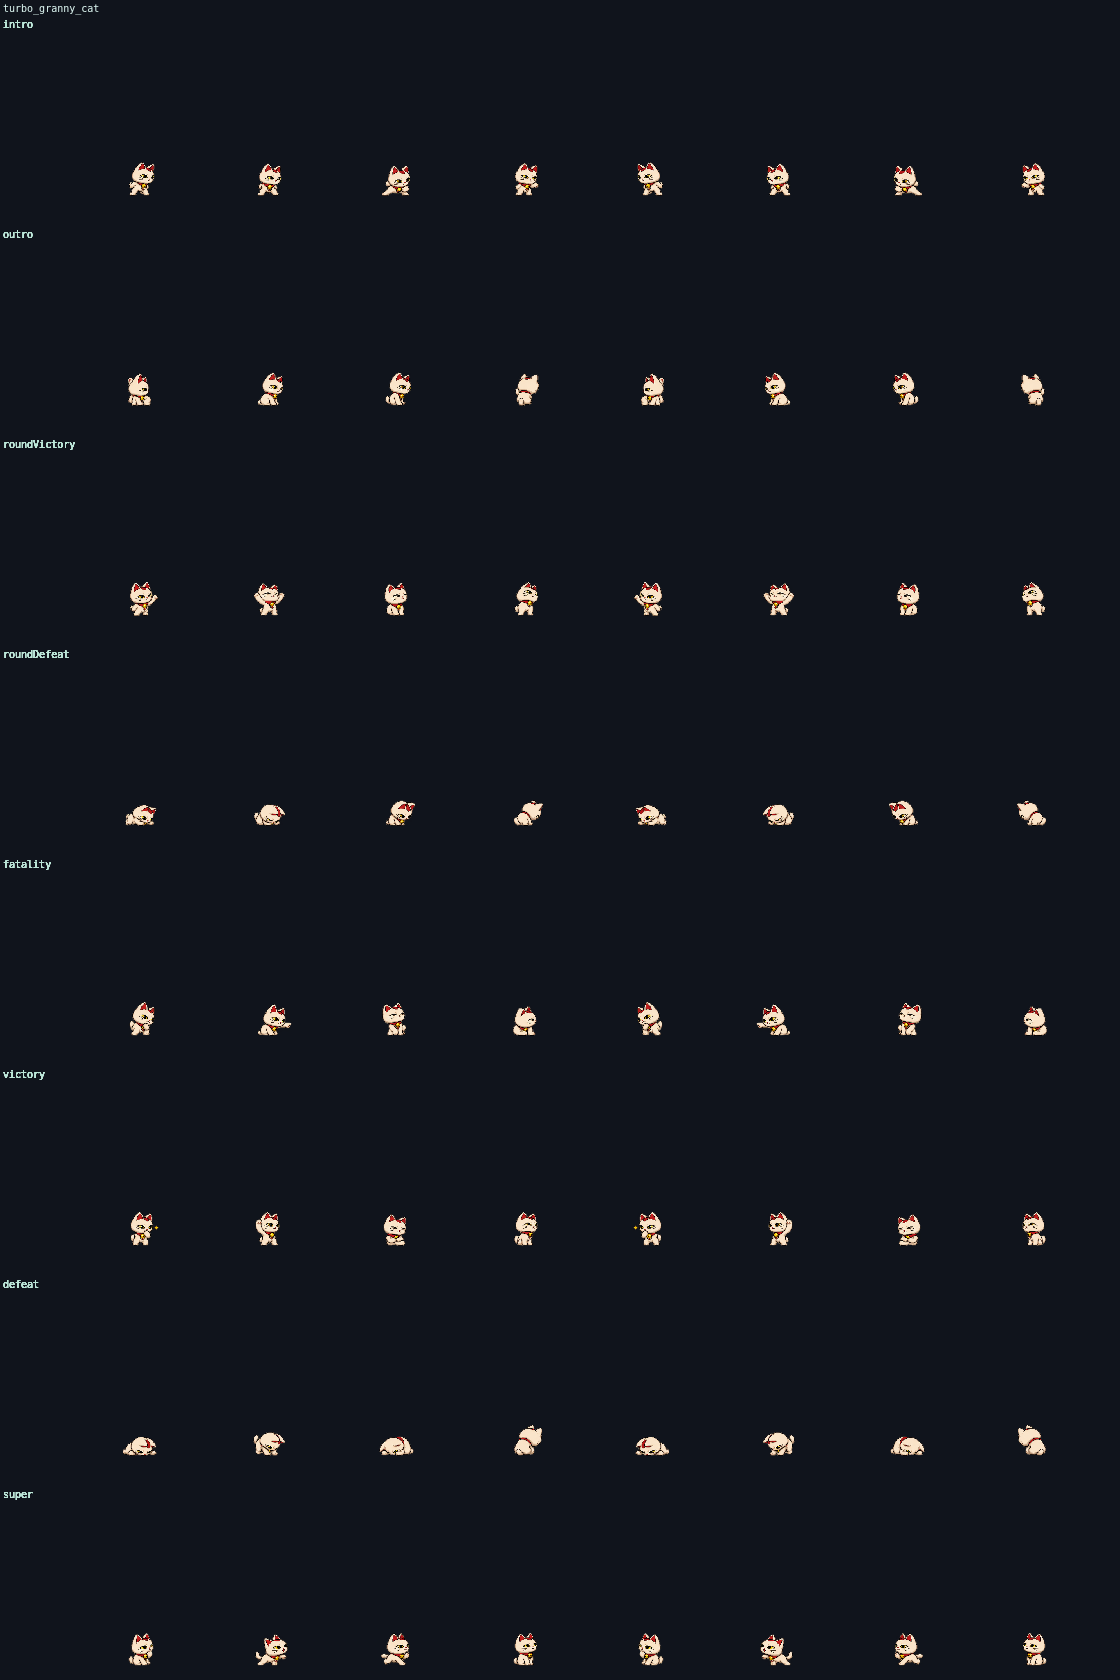 turbo_granny_cat
intro
outro
roundVictory
roundDefeat
fatality
victory
defeat
super